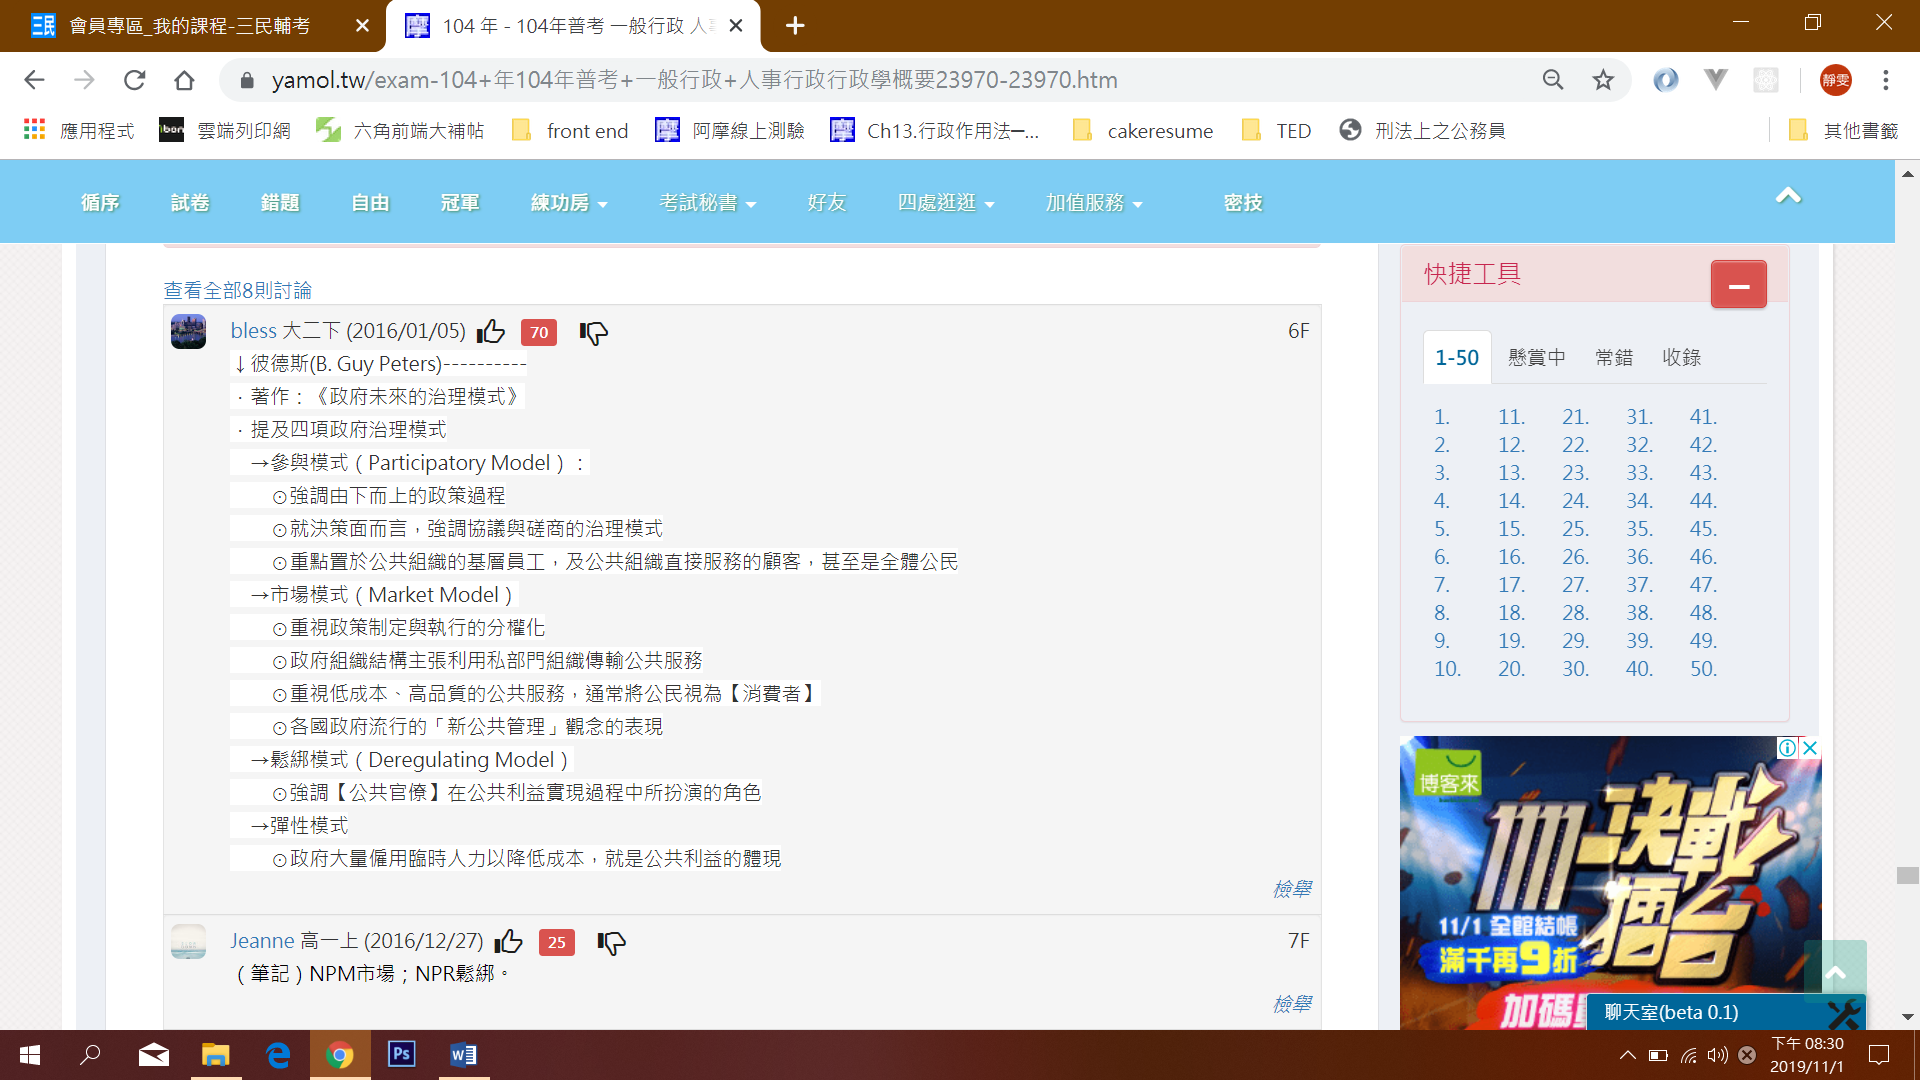 會員專區_我的課程-三民輔考
104 年 - 104年普考 一般行政 人
yamol.tw/exam-104+年104年普考+一般行政+人事行政行政學概要23970-23970.htm
靜雯
應用程式
ibon
雲端列印網
六角前端大補帖
front end
阿摩線上測驗
Ch13.行政作用法─...
cakeresume
TED
刑法上之公務員
其他書籤
循序 試卷 錯題 自由 冠軍 練功房 考試秘書 好友 四處逛逛 加值服務 密技
查看全部8則討論
bless 大二下 (2016/01/05) 70 6F
↓彼德斯(B. Guy Peters)----------
．著作：《政府未來的治理模式》
．提及四項政府治理模式
→參與模式（Participatory Model）：
⊙強調由下而上的政策過程
⊙就決策面而言，強調協議與磋商的治理模式
⊙重點置於公共組織的基層員工，及公共組織直接服務的顧客，甚至是全體公民
→市場模式（Market Model）
⊙重視政策制定與執行的分權化
⊙政府組織結構主張利用私部門組織傳輸公共服務
⊙重視低成本、高品質的公共服務，通常將公民視為【消費者】
⊙各國政府流行的「新公共管理」觀念的表現
→鬆綁模式（Deregulating Model）
⊙強調【公共官僚】在公共利益實現過程中所扮演的角色
→彈性模式
⊙政府大量僱用臨時人力以降低成本，就是公共利益的體現
檢舉
Jeanne 高一上 (2016/12/27) 25 7F
（筆記）NPM市場；NPR鬆綁。
檢舉
快捷工具
1-50 懸賞中 常錯 收錄
1. 11. 21. 31. 41.
2. 12. 22. 32. 42.
3. 13. 23. 33. 43.
4. 14. 24. 34. 44.
5. 15. 25. 35. 45.
6. 16. 26. 36. 46.
7. 17. 27. 37. 47.
8. 18. 28. 38. 48.
9. 19. 29. 39. 49.
10. 20. 30. 40. 50.
博客來
1111決戰擂台
11/1 全館結帳
滿千再9折
加碼
聊天室(beta 0.1)
Ps
下午 08:30
2019/11/1